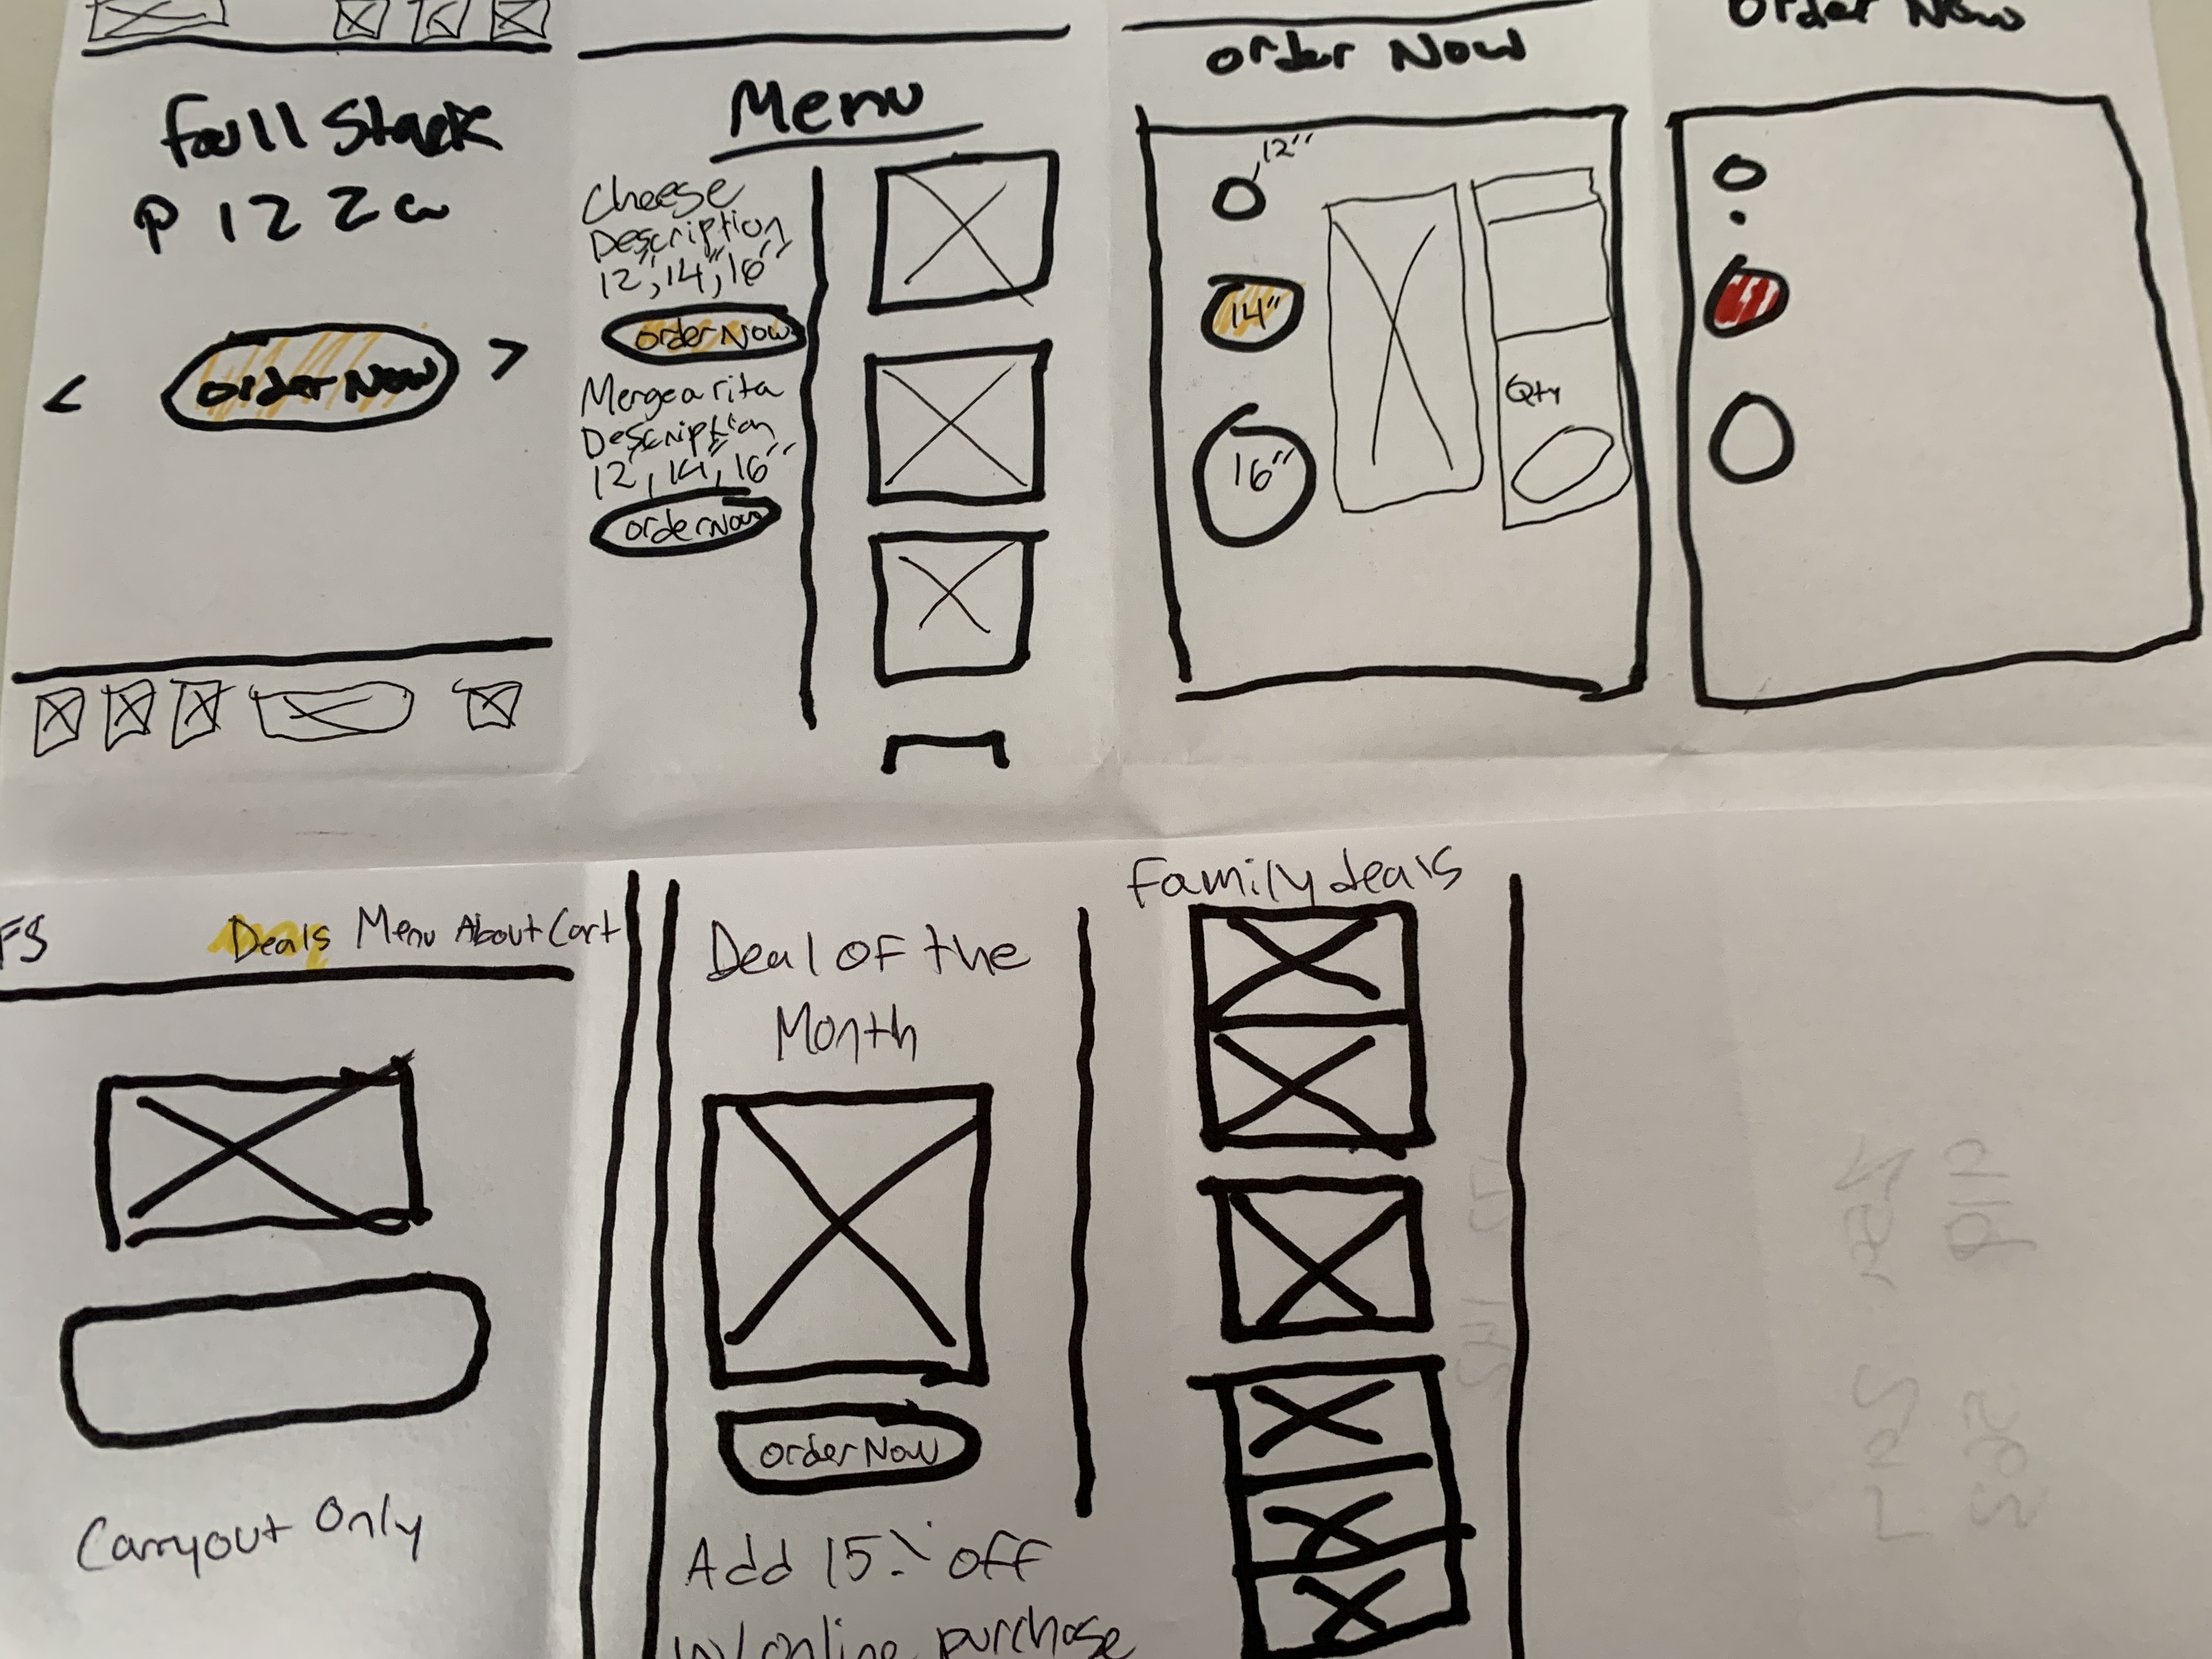 Full Stack
PIZZa
< Order Now >
Menu
Cheese
Description
12", 14", 16"
Order Now
Mergearita
Description
12", 14", 16"
Order Now
Order Now
12"
14"
16"
Qty
Order Now
FS Deals Menu About Cart
Carryout Only
Deal OF the
Month
Order Now
Add 15% off
W/online purchase
Family deals